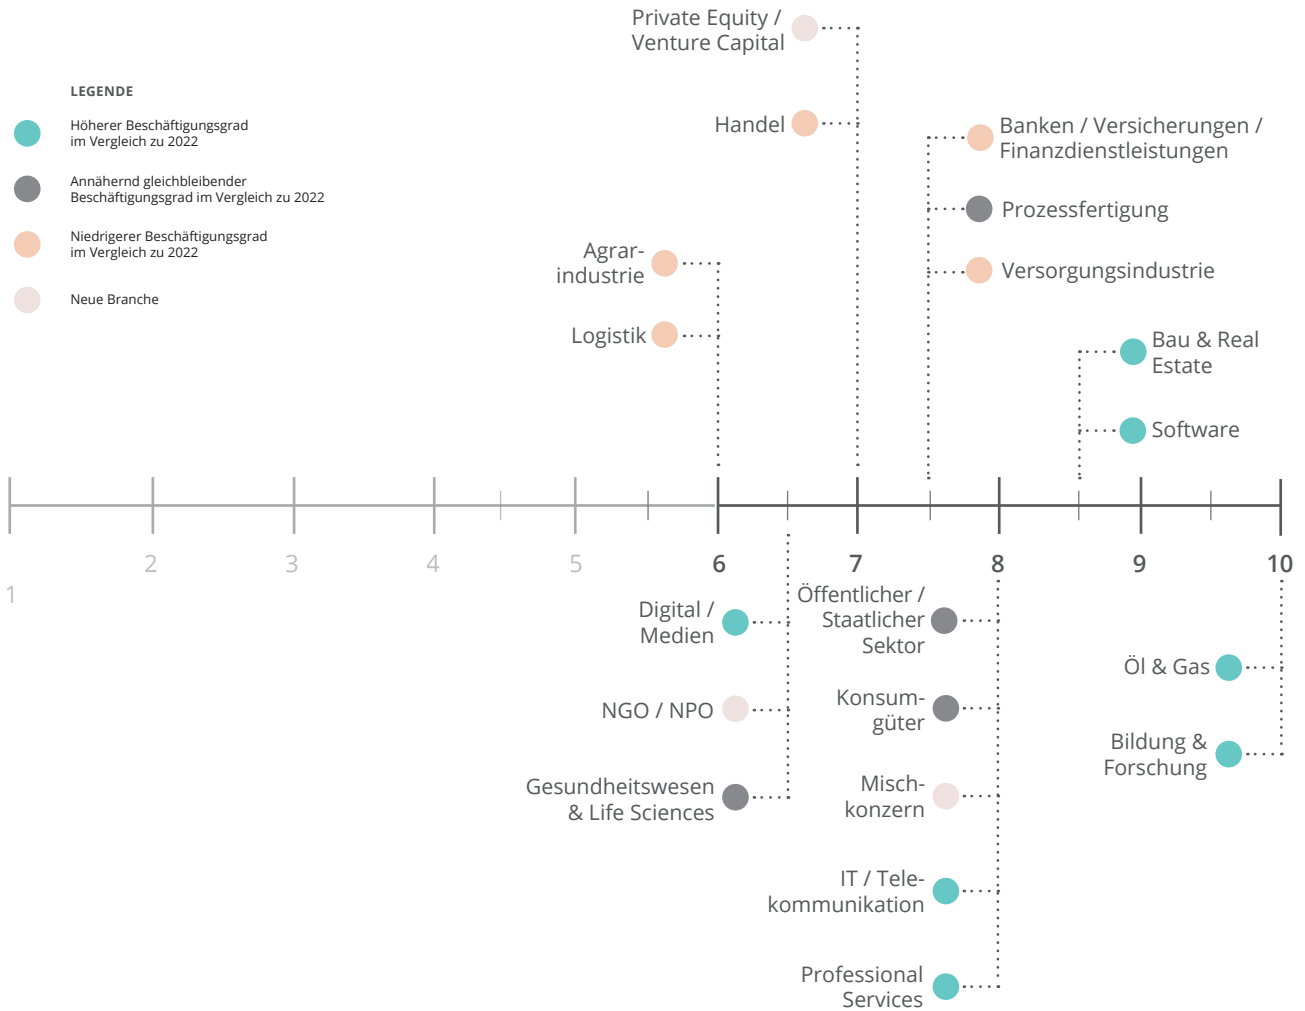 Private Equity /
Venture Capital
LEGENDE
Höherer Beschäftigungsgrad
im Vergleich zu 2022
Annähernd gleichbleibender
Beschäftigungsgrad im Vergleich zu 2022
Niedrigerer Beschäftigungsgrad
im Vergleich zu 2022
Neue Branche
Handel
Banken / Versicherungen /
Finanzdienstleistungen
Prozessfertigung
Agrar-
industrie
Versorgungsindustrie
Logistik
Bau & Real
Estate
Software
1
2
3
4
5
6
7
8
9
10
Digital /
Medien
NGO / NPO
Gesundheitswesen
& Life Sciences
Öffentlicher /
Staatlicher
Sektor
Konsum-
güter
Misch-
konzern
IT / Tele-
kommunikation
Professional
Services
Öl & Gas
Bildung &
Forschung